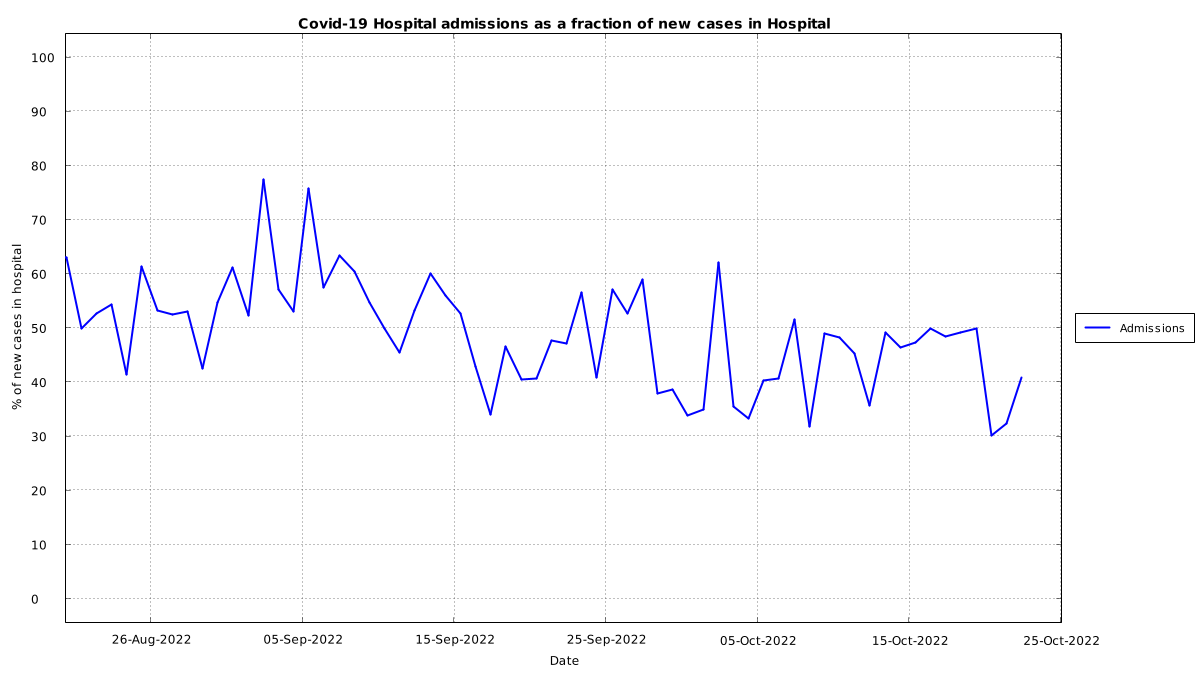 Covid-19 Hospital admissions as a fraction of new cases in Hospital
100
90
80
70
60
50
40
30
20
10
0
% of new cases in hospital
26-Aug-2022
05-Sep-2022
15-Sep-2022
25-Sep-2022
05-Oct-2022
15-Oct-2022
25-Oct-2022
Date
Admissions